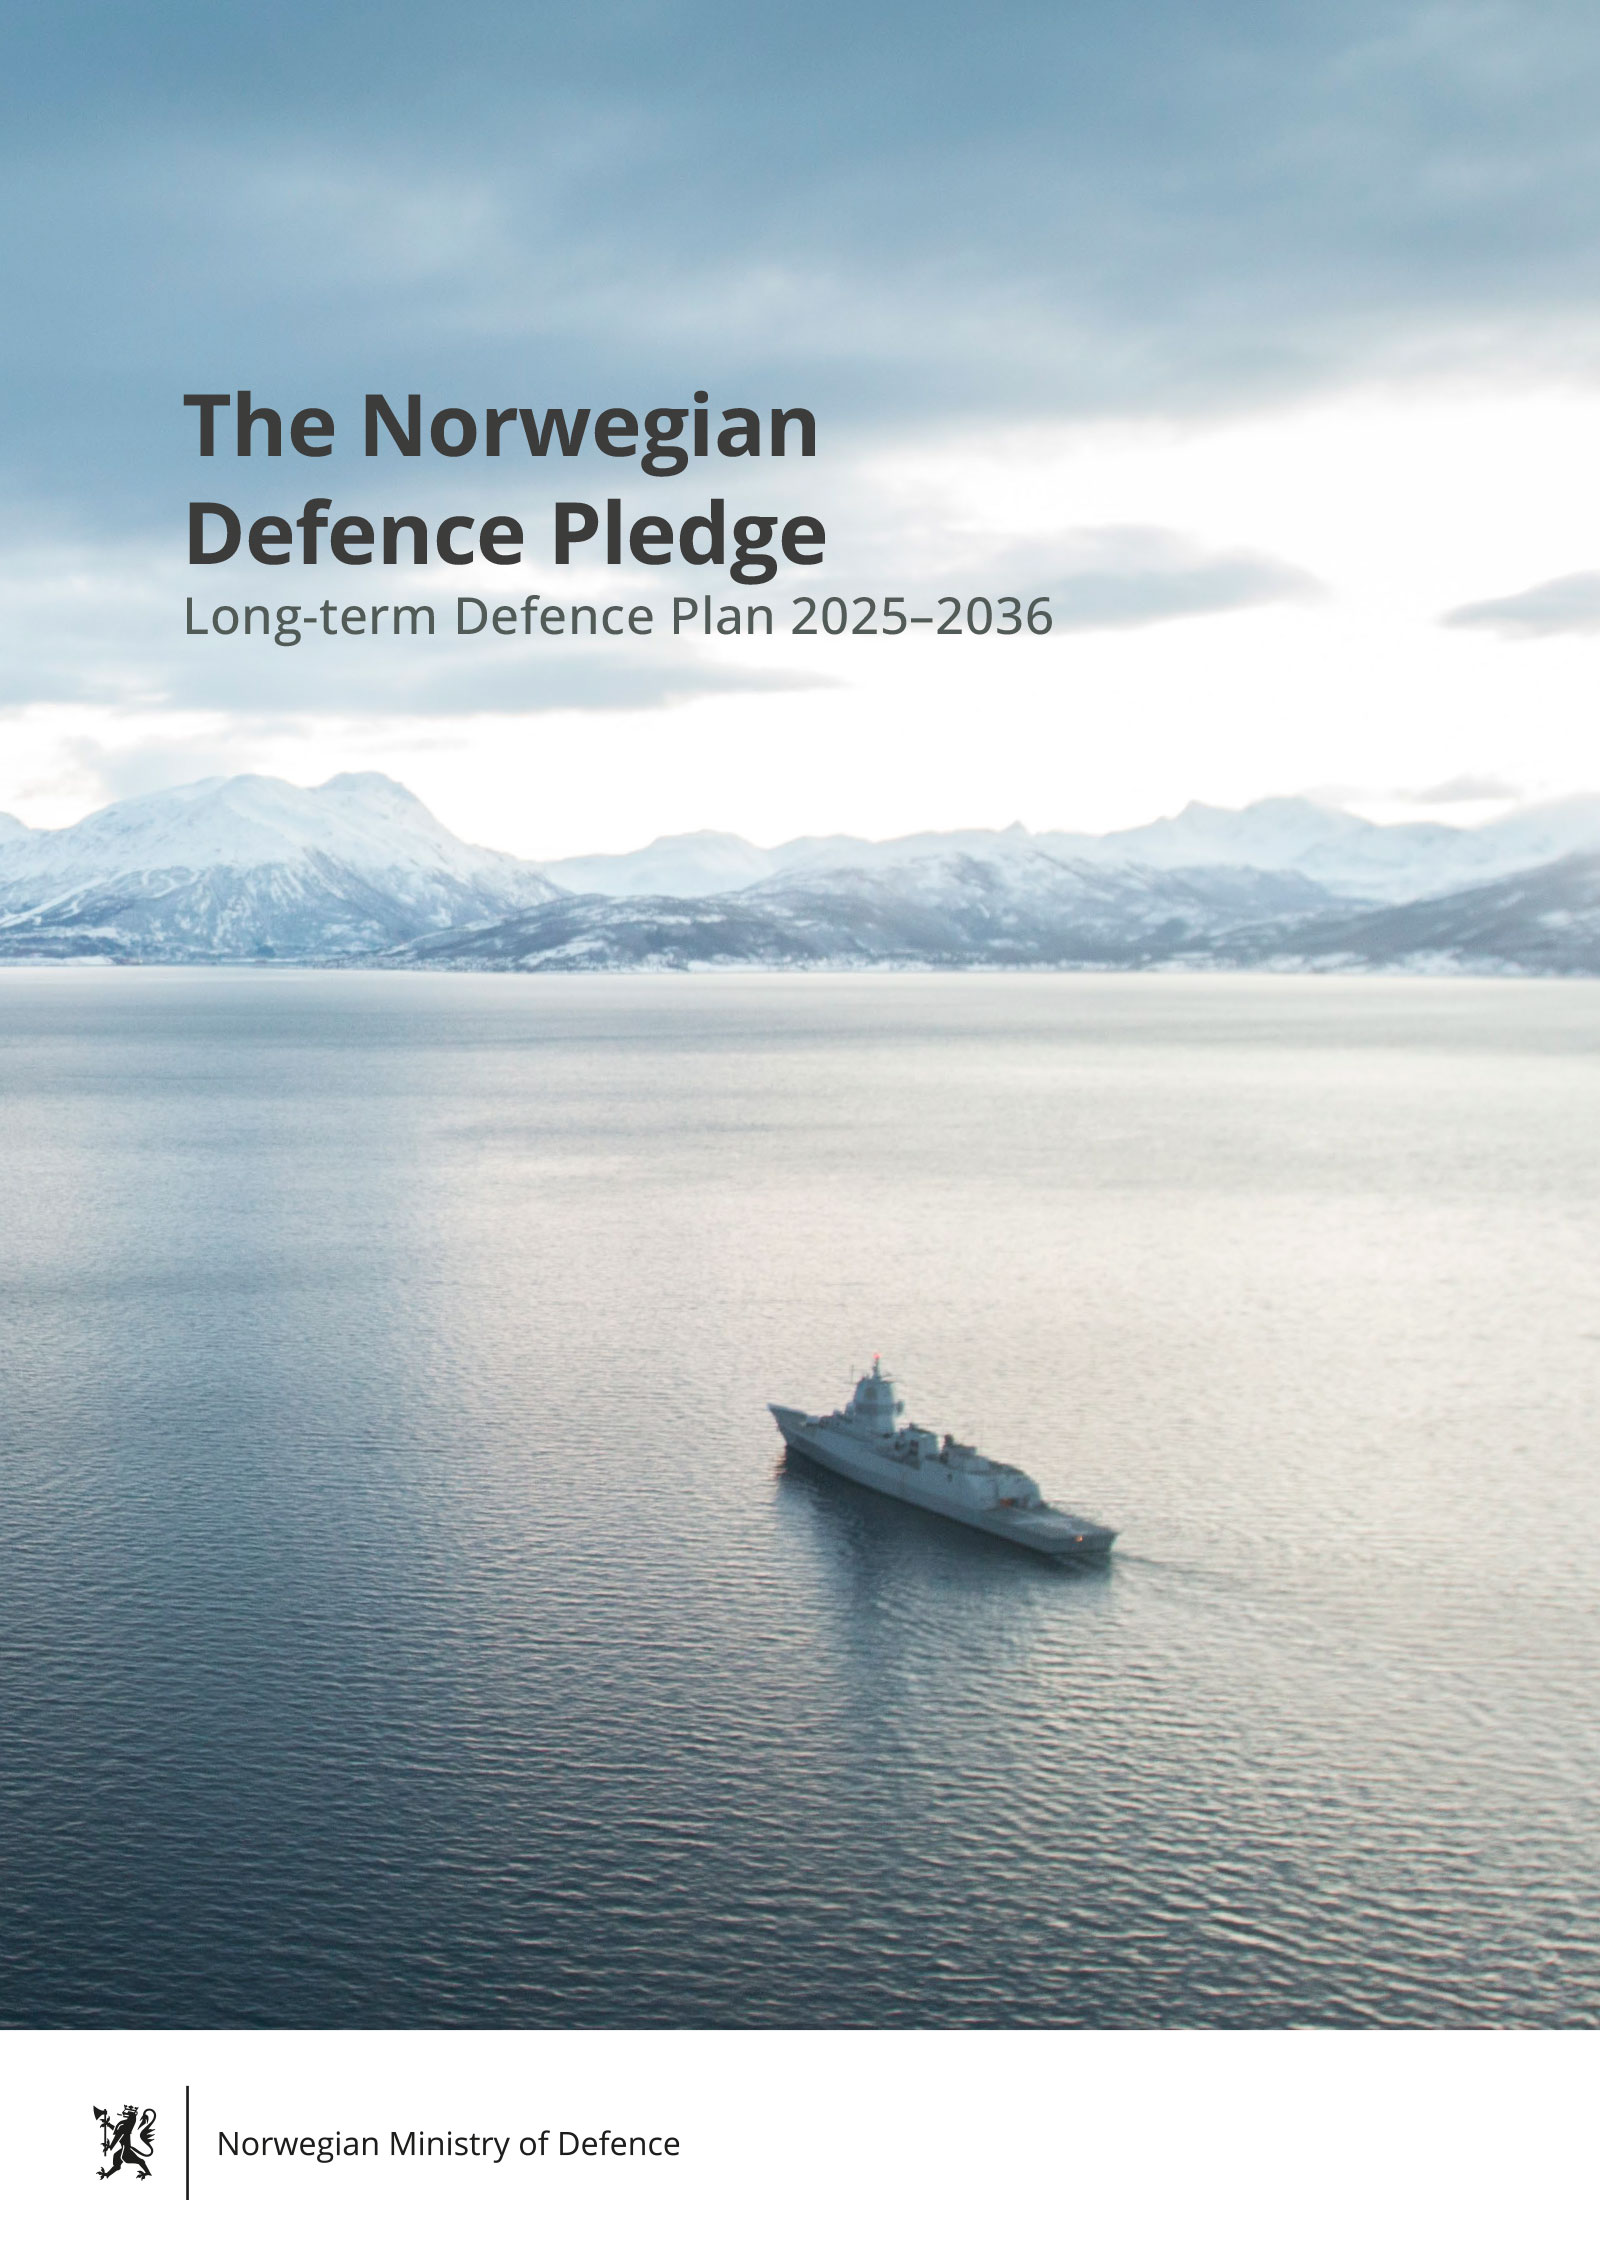 The Norwegian
Defence Pledge
Long-term Defence Plan 2025–2036
Norwegian Ministry of Defence